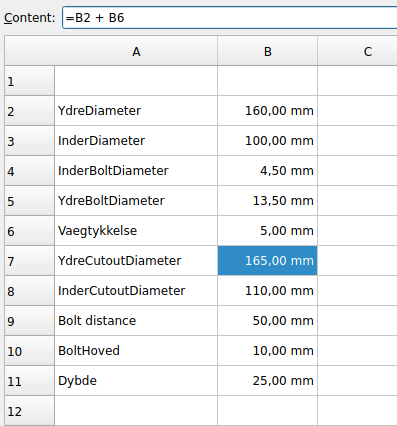 Content: =B2 + B6
A B C
1
2 YdreDiameter 160,00 mm
3 InderDiameter 100,00 mm
4 InderBoltDiameter 4,50 mm
5 YdreBoltDiameter 13,50 mm
6 Vaegtykkelse 5,00 mm
7 YdreCutoutDiameter 165,00 mm
8 InderCutoutDiameter 110,00 mm
9 Bolt distance 50,00 mm
10 BoltHoved 10,00 mm
11 Dybde 25,00 mm
12